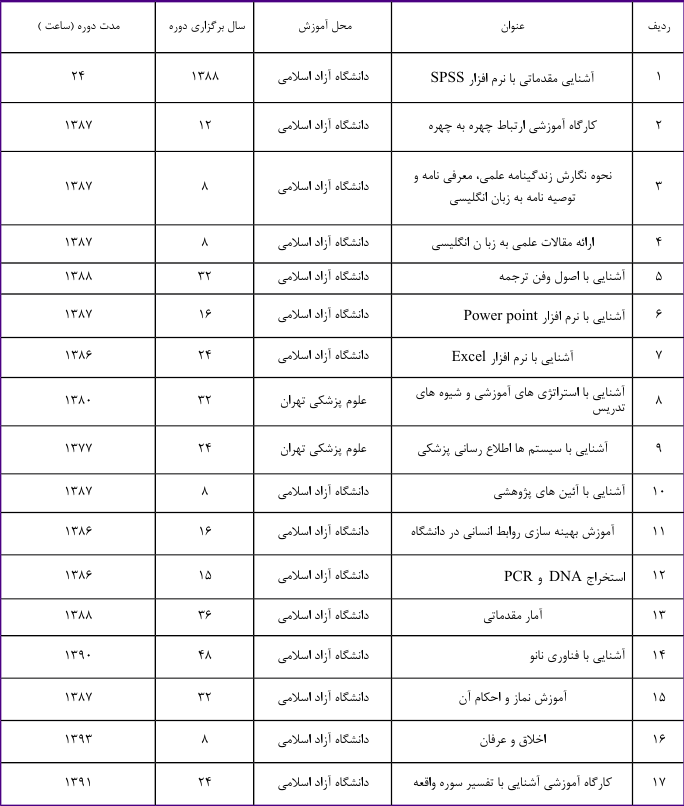 ردیف عنوان محل آموزش سال برگزاری دوره مدت دوره (ساعت )
۱ آشنایی مقدماتی با نرم افزار SPSS دانشگاه آزاد اسلامی ۱۳۸۸ ۲۴
۲ کارگاه آموزشی ارتباط چهره به چهره دانشگاه آزاد اسلامی ۱۲ ۱۳۸۷
۳ نحوه نگارش زندگینامه علمی، معرفی نامه و
توصیه نامه به زبان انگلیسی دانشگاه آزاد اسلامی ۸ ۱۳۸۷
۴ ارائه مقالات علمی به زبا ن انگلیسی دانشگاه آزاد اسلامی ۸ ۱۳۸۷
۵ آشنایی با اصول وفن ترجمه دانشگاه آزاد اسلامی ۳۲ ۱۳۸۸
۶ آشنایی با نرم افزار Power point دانشگاه آزاد اسلامی ۱۶ ۱۳۸۷
۷ آشنایی با نرم افزار Excel دانشگاه آزاد اسلامی ۲۴ ۱۳۸۶
۸ آشنایی با استراتژی های آموزشی و شیوه های
تدریس علوم پزشکی تهران ۳۲ ۱۳۸۰
۹ آشنایی با سیستم ها اطلاع رسانی پزشکی علوم پزشکی تهران ۲۴ ۱۳۷۷
۱۰ آشنایی با آئین های پژوهشی دانشگاه آزاد اسلامی ۸ ۱۳۸۷
۱۱ آموزش بهینه سازی روابط انسانی در دانشگاه دانشگاه آزاد اسلامی ۱۶ ۱۳۸۶
۱۲ استخراج DNA و PCR دانشگاه آزاد اسلامی ۱۵ ۱۳۸۶
۱۳ آمار مقدماتی دانشگاه آزاد اسلامی ۳۶ ۱۳۸۸
۱۴ آشنایی با فناوری نانو دانشگاه آزاد اسلامی ۴۸ ۱۳۹۰
۱۵ آموزش نماز و احکام آن دانشگاه آزاد اسلامی ۳۲ ۱۳۸۷
۱۶ اخلاق و عرفان دانشگاه آزاد اسلامی ۸ ۱۳۹۳
۱۷ کارگاه آموزشی آشنایی با تفسیر سوره واقعه دانشگاه آزاد اسلامی ۲۴ ۱۳۹۱